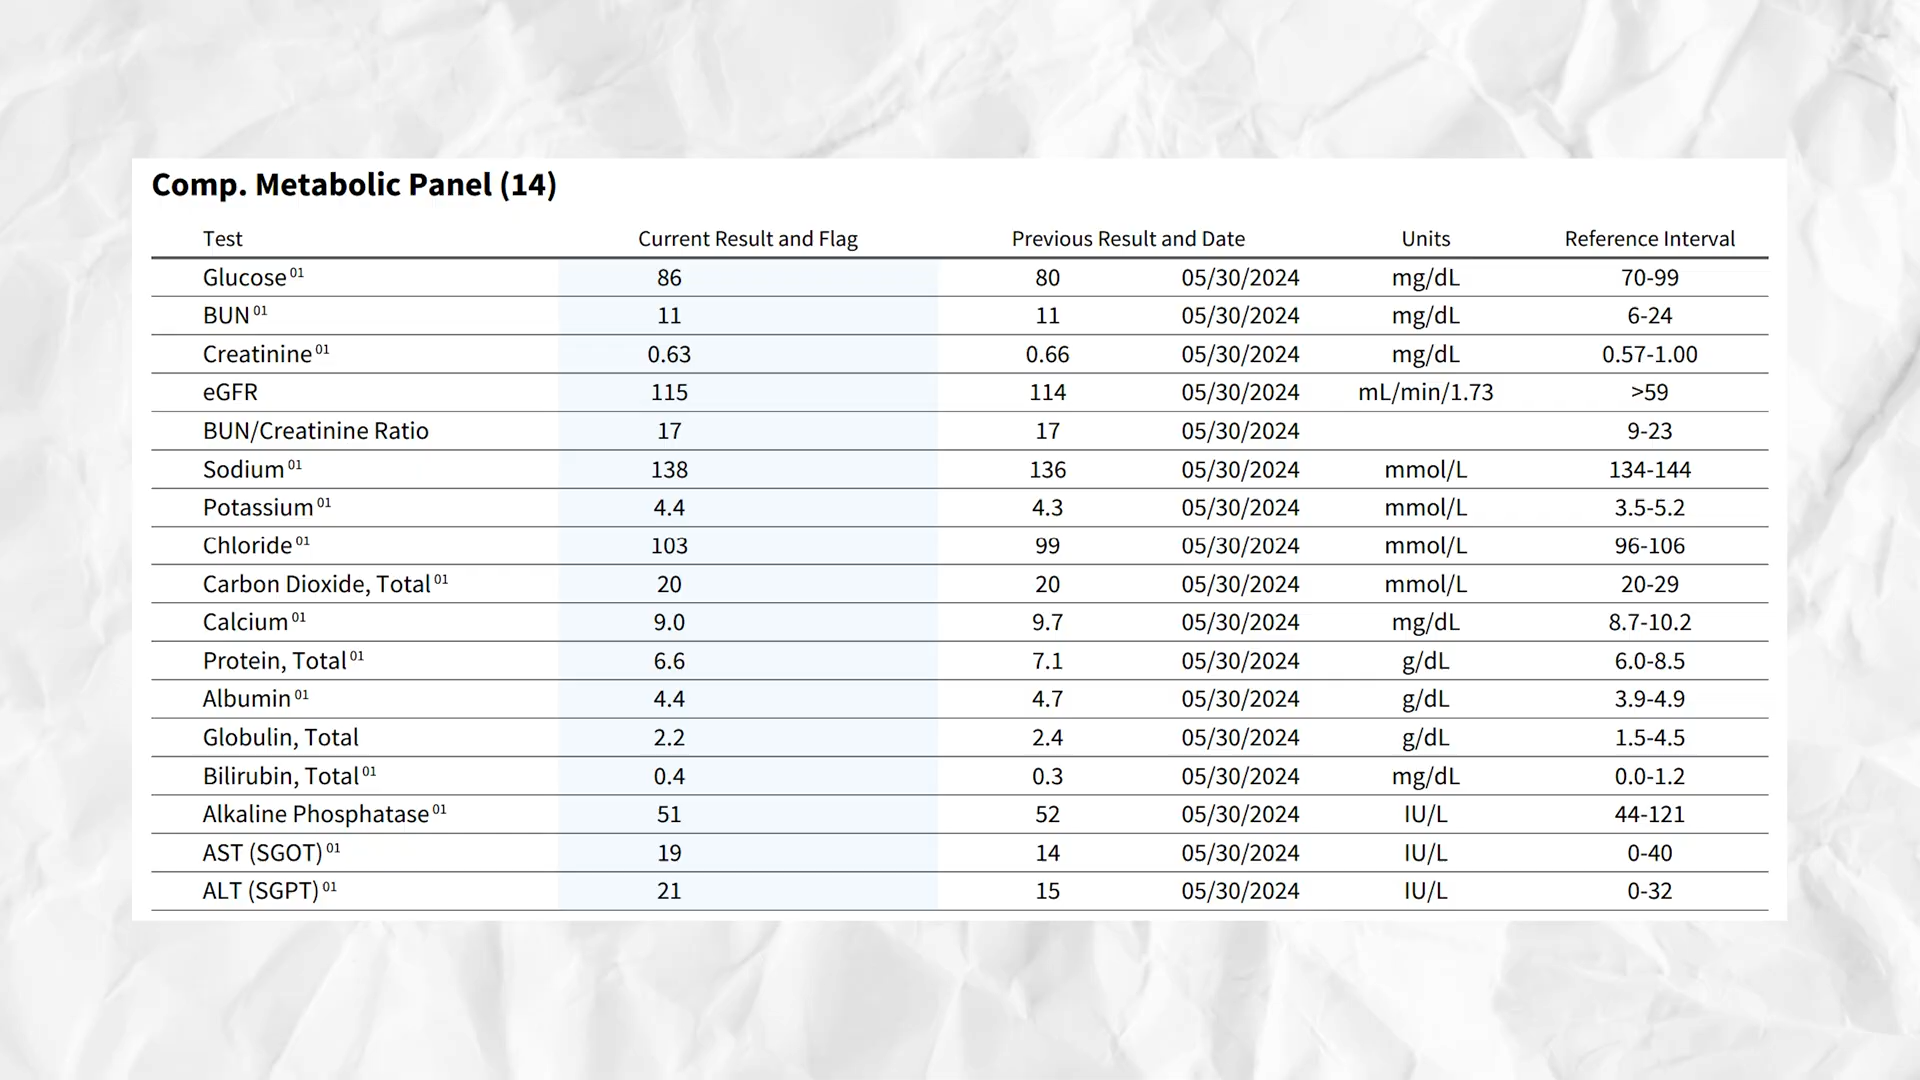 Comp. Metabolic Panel (14)
Test Current Result and Flag Previous Result and Date Units Reference Interval
Glucose 01 86 80 05/30/2024 mg/dL 70-99
BUN 01 11 11 05/30/2024 mg/dL 6-24
Creatinine 01 0.63 0.66 05/30/2024 mg/dL 0.57-1.00
eGFR 115 114 05/30/2024 mL/min/1.73 >59
BUN/Creatinine Ratio 17 17 05/30/2024 9-23
Sodium 01 138 136 05/30/2024 mmol/L 134-144
Potassium 01 4.4 4.3 05/30/2024 mmol/L 3.5-5.2
Chloride 01 103 99 05/30/2024 mmol/L 96-106
Carbon Dioxide, Total 01 20 20 05/30/2024 mmol/L 20-29
Calcium 01 9.0 9.7 05/30/2024 mg/dL 8.7-10.2
Protein, Total 01 6.6 7.1 05/30/2024 g/dL 6.0-8.5
Albumin 01 4.4 4.7 05/30/2024 g/dL 3.9-4.9
Globulin, Total 2.2 2.4 05/30/2024 g/dL 1.5-4.5
Bilirubin, Total 01 0.4 0.3 05/30/2024 mg/dL 0.0-1.2
Alkaline Phosphatase 01 51 52 05/30/2024 IU/L 44-121
AST (SGOT) 01 19 14 05/30/2024 IU/L 0-40
ALT (SGPT) 01 21 15 05/30/2024 IU/L 0-32